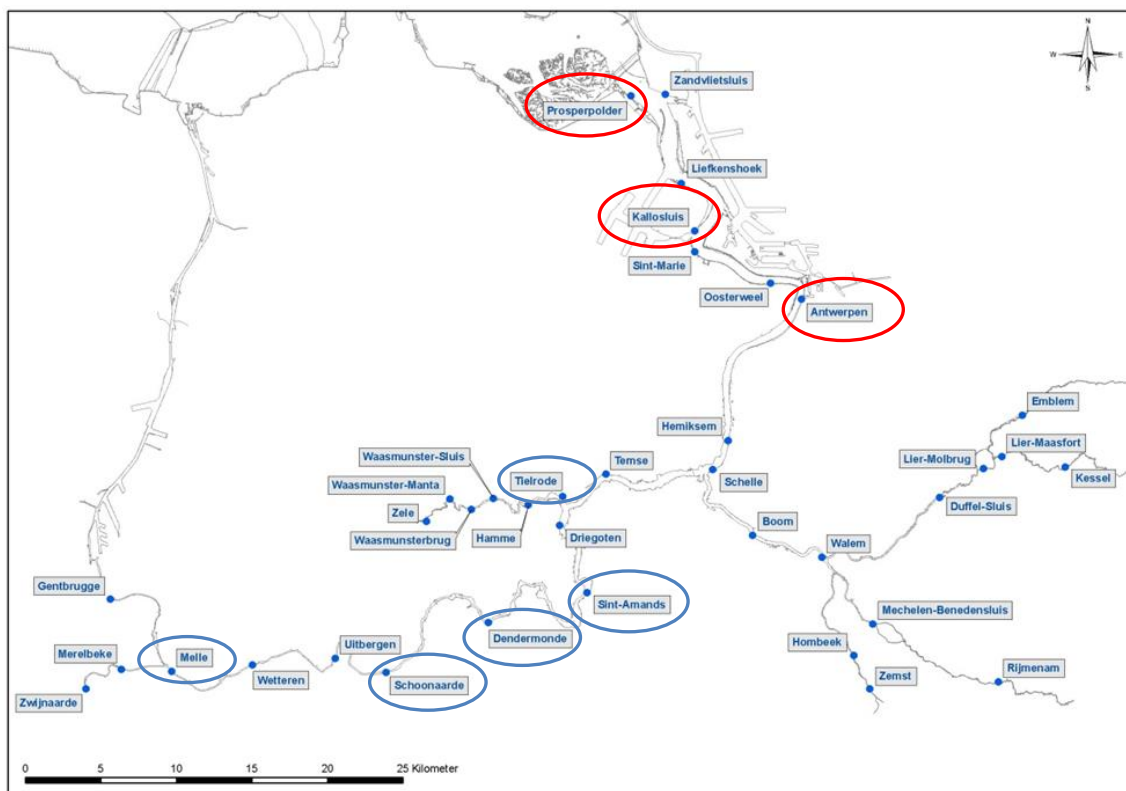 N
W E
S
Zandvlietsluis
Prosperpolder
Liefkenshoek
Kallosluis
Sint-Marie
Oosterweel
Antwerpen
Emblem
Hemiksem
Lier-Maasfort
Waasmunster-Sluis
Temse
Lier-Molbrug
Tielrode
Schelle
Kessel
Waasmunster-Manta
Duffel-Sluis
Zele
Boom
Waasmunsterbrug
Hamme
Driegoten
Walem
Gentbrugge
Sint-Amands
Mechelen-Benedensluis
Dendermonde
Hombeek
Uitbergen
Merelbeke
Melle
Rijmenam
Wetteren
Schoonaarde
Zemst
Zwijnaarde
0 5 10 15 20 25 Kilometer